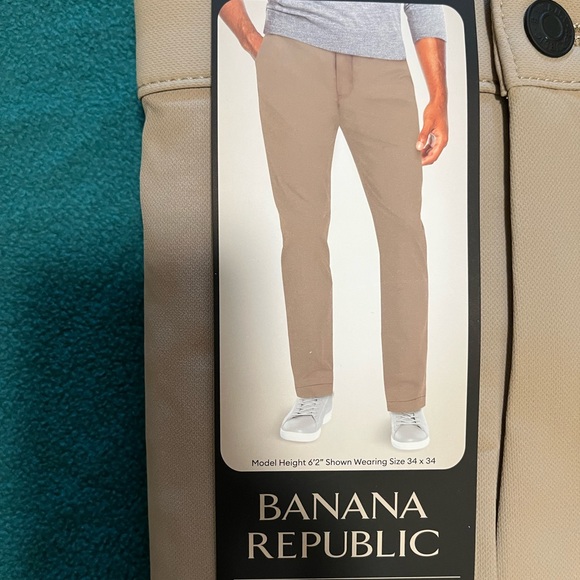 Model Height 6'2" Shown Wearing Size 34 x 34
BANANA
REPUBLIC